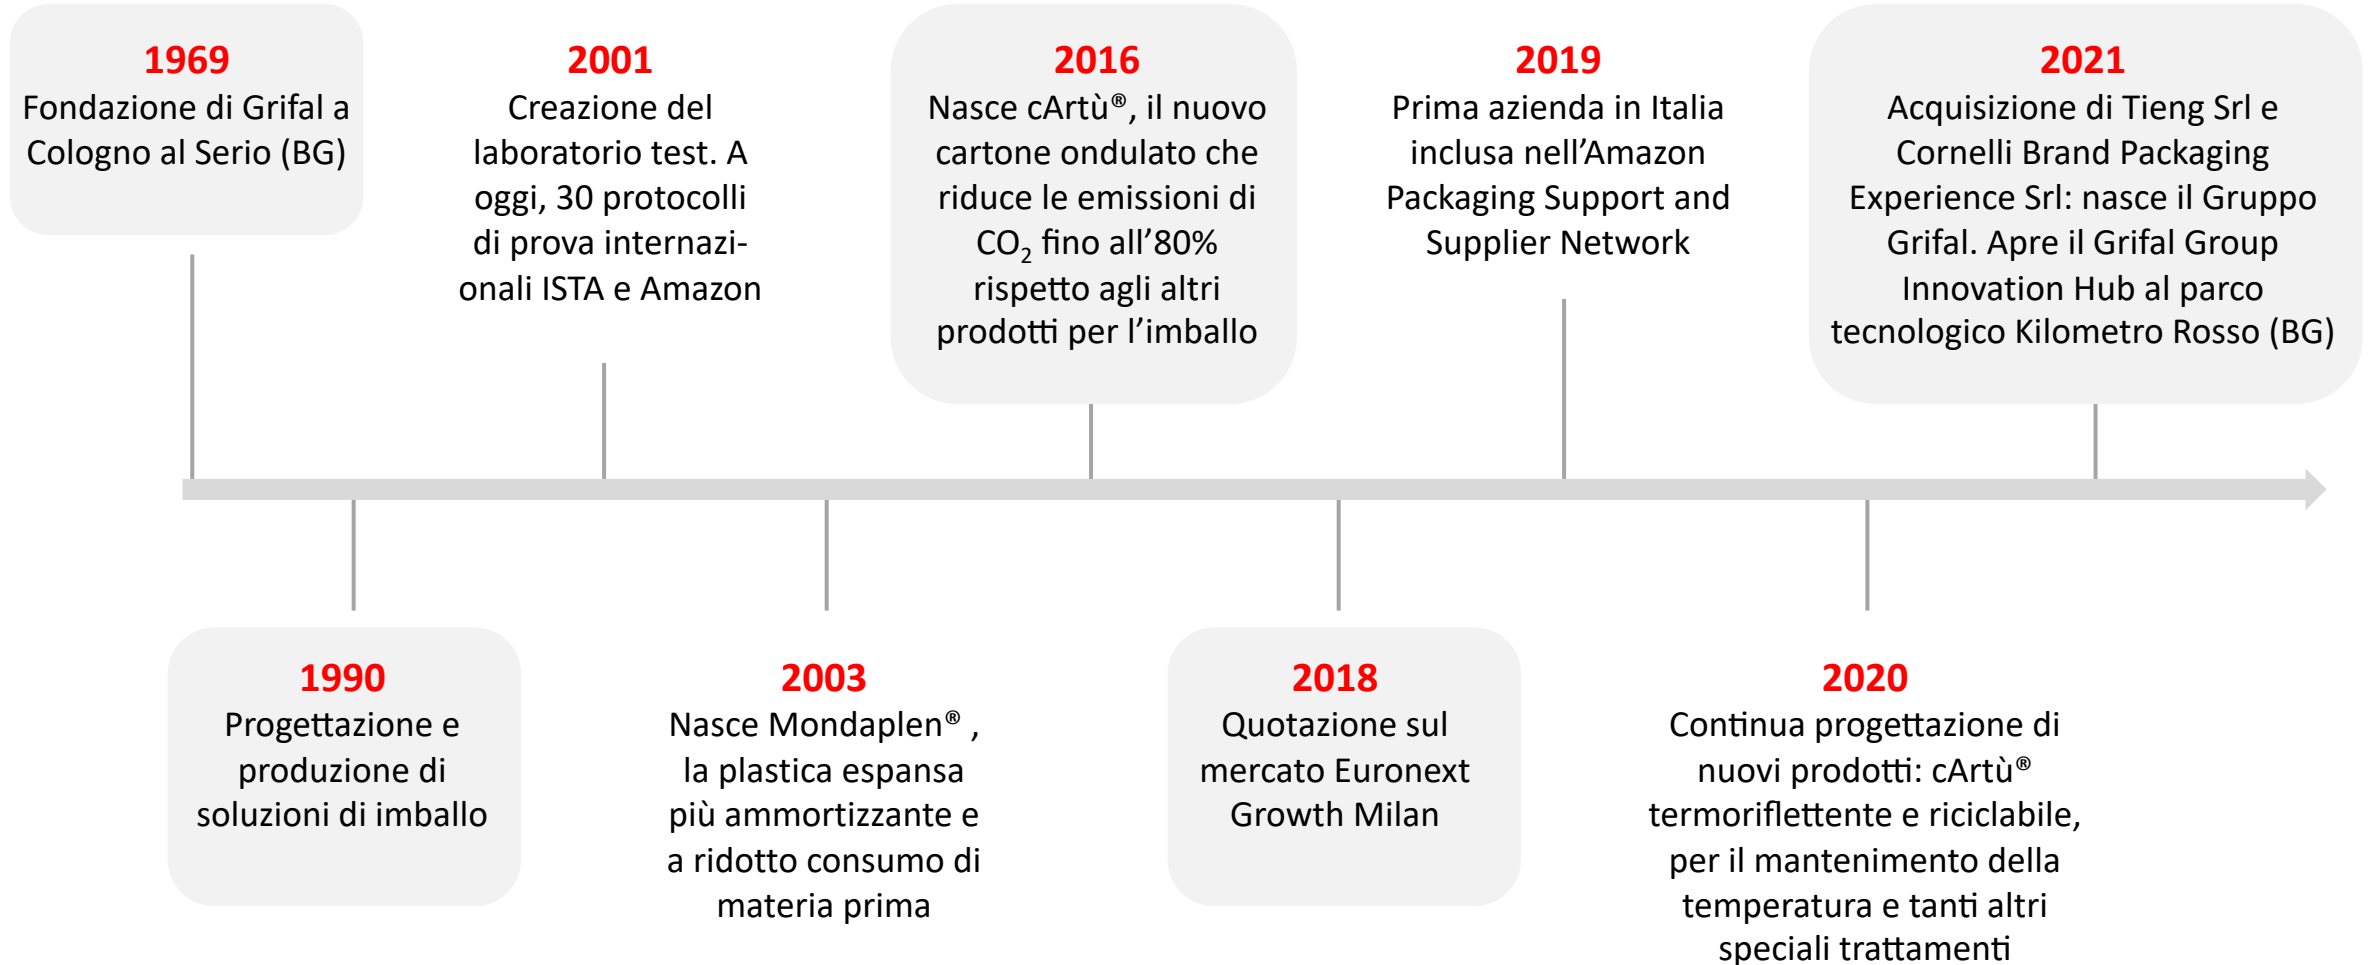 1969
Fondazione di Grifal a
Cologno al Serio (BG)
2001
Creazione del
laboratorio test. A
oggi, 30 protocolli
di prova internazi-
onali ISTA e Amazon
2016
Nasce cArtù®, il nuovo
cartone ondulato che
riduce le emissioni di
CO₂ fino all’80%
rispetto agli altri
prodotti per l’imballo
2019
Prima azienda in Italia
inclusa nell’Amazon
Packaging Support and
Supplier Network
2021
Acquisizione di Tieng Srl e
Cornelli Brand Packaging
Experience Srl: nasce il Gruppo
Grifal. Apre il Grifal Group
Innovation Hub al parco
tecnologico Kilometro Rosso (BG)
1990
Progettazione e
produzione di
soluzioni di imballo
2003
Nasce Mondaplen® ,
la plastica espansa
più ammortizzante e
a ridotto consumo di
materia prima
2018
Quotazione sul
mercato Euronext
Growth Milan
2020
Continua progettazione di
nuovi prodotti: cArtù®
termoriflettente e riciclabile,
per il mantenimento della
temperatura e tanti altri
speciali trattamenti